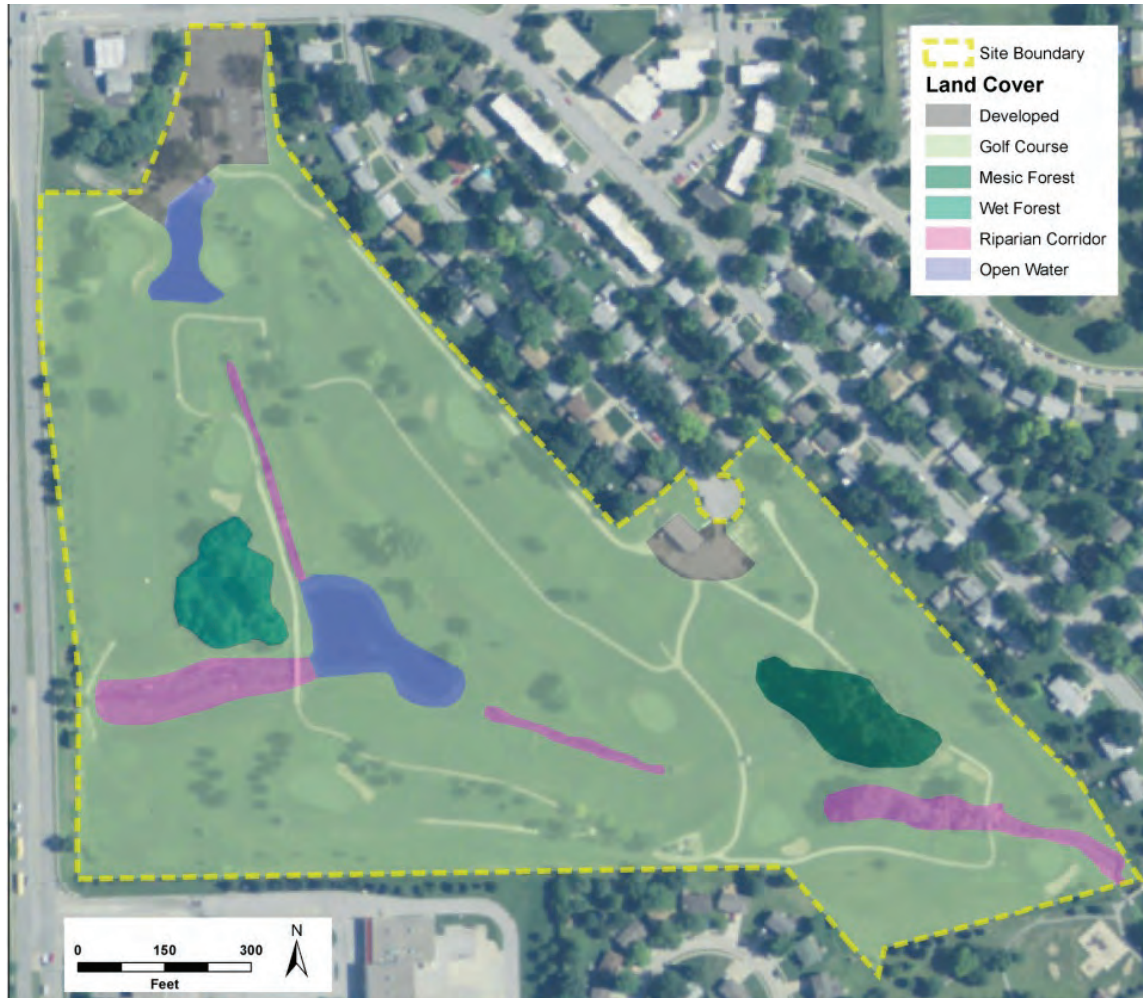 Site Boundary
Land Cover
Developed
Golf Course
Mesic Forest
Wet Forest
Riparian Corridor
Open Water
0 150 300
Feet
N